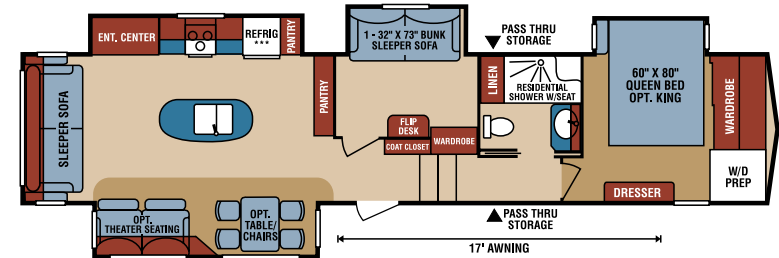 ENT. CENTER
REFRIG
***
PANTRY
1 - 32" X 73" BUNK
SLEEPER SOFA
PASS THRU
STORAGE
LINEN
RESIDENTIAL
SHOWER W/SEAT
60" X 80"
QUEEN BED
OPT. KING
WARDROBE
SLEEPER SOFA
PANTRY
FLIP
DESK
COAT CLOSET
WARDROBE
W/D
PREP
DRESSER
OPT.
THEATER SEATING
OPT.
TABLE/
CHAIRS
PASS THRU
STORAGE
17' AWNING